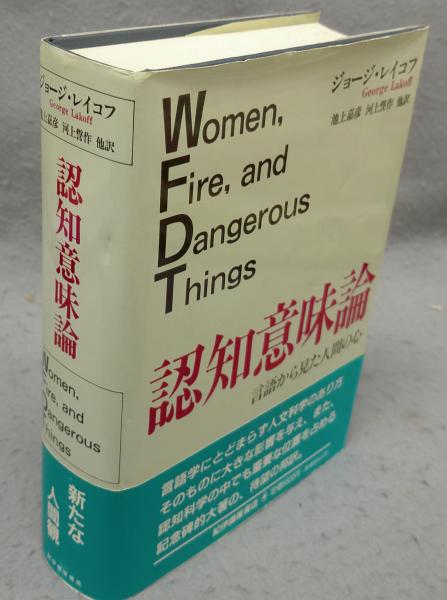 ジョージ・レイコフ
George Lakoff
池上嘉彦 河上誓作 他訳
認知意味論
Women,
Fire, and
Dangerous
Things
新たな
人間観
紀伊國屋書店
ジョージ・レイコフ
George Lakoff
池上嘉彦 河上誓作 他訳
Women,
Fire, and
Dangerous
Things
認知意味論
言語から見た人間の心
言語学にとどまらず人文科学のあり方
そのものに大きな影響を与え、また、
認知科学の中でも重要な位置を占める
記念碑的大著の、待望の邦訳。
紀伊國屋書店